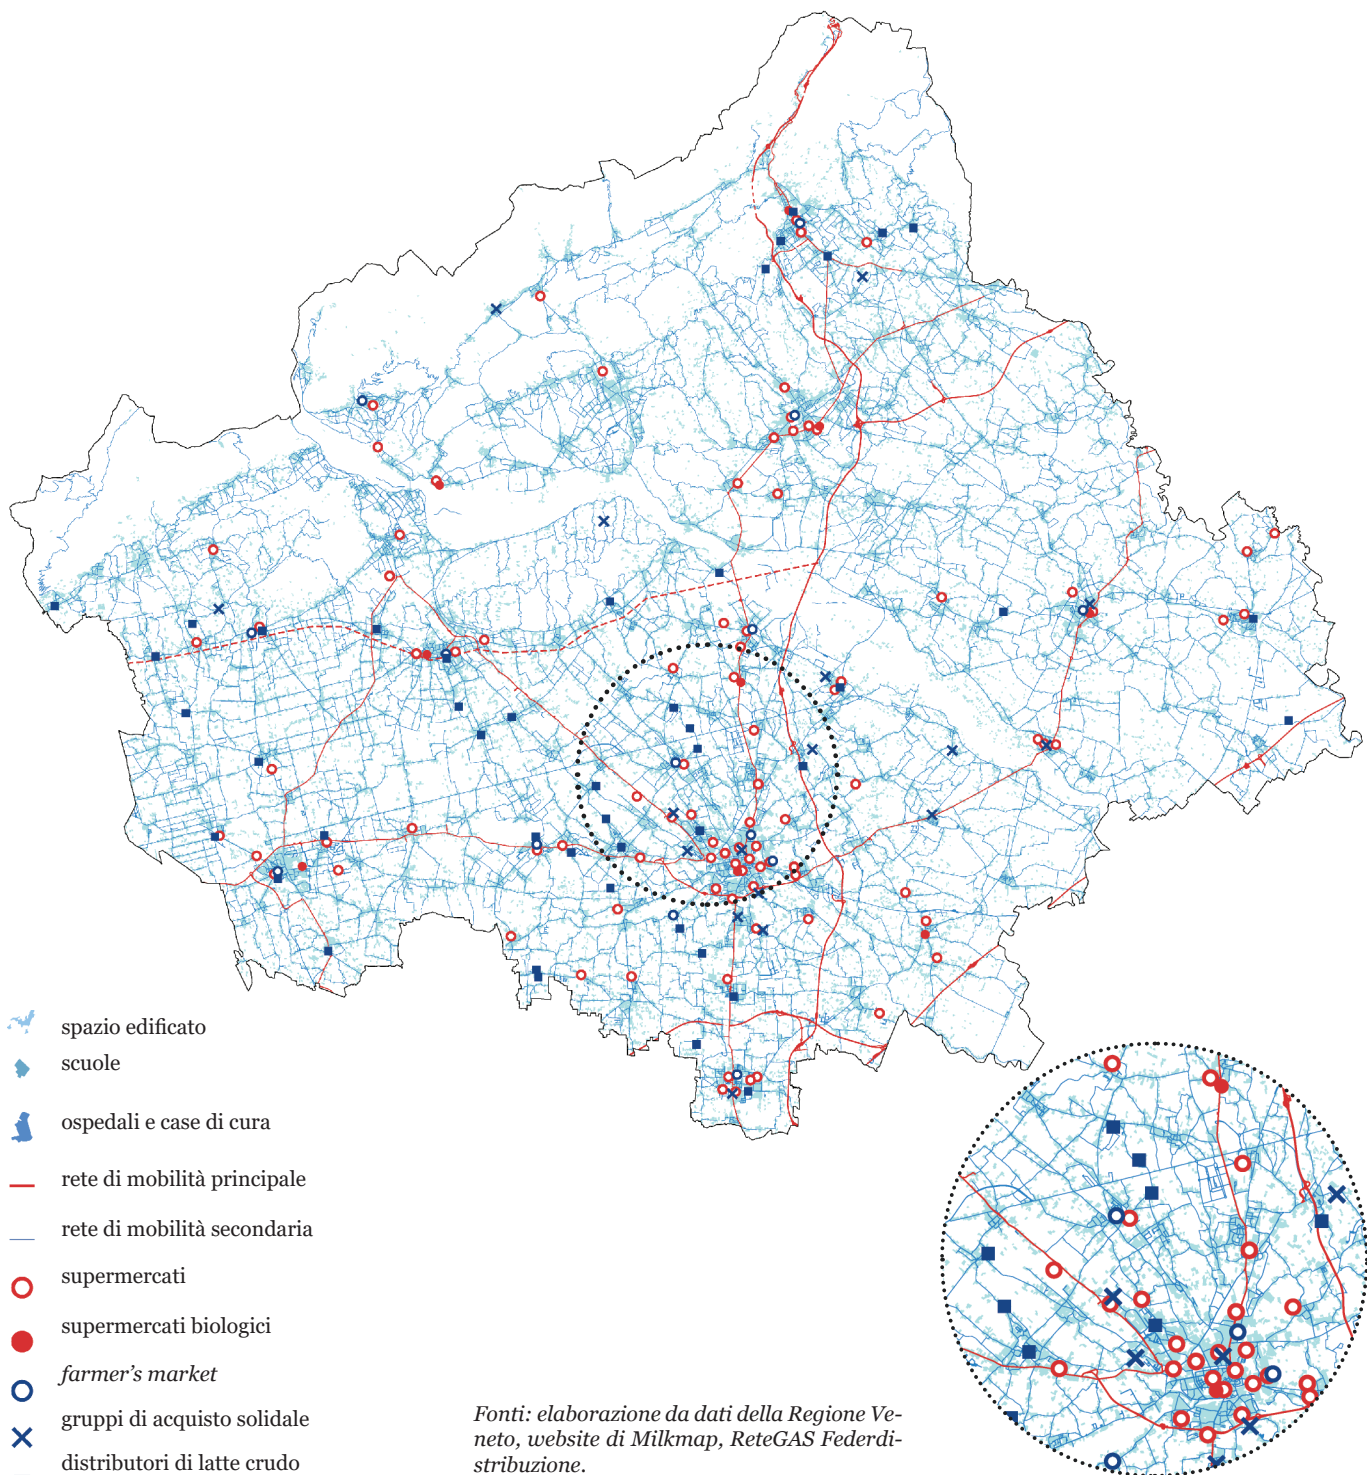 spazio edificato
scuole
ospedali e case di cura
rete di mobilità principale
rete di mobilità secondaria
supermercati
supermercati biologici
farmer's market
gruppi di acquisto solidale
distributori di latte crudo
Fonti: elaborazione da dati della Regione Ve-
neto, website di Milkmap, ReteGAS Federdi-
stribuzione.